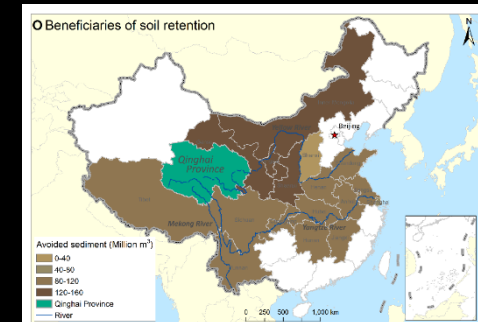 O Beneficiaries of soil retention
N
Beijing
Qinghai
Province
Mekong River
Yangtze River
Avoided sediment (Million m³)
0-40
40-60
60-120
120-160
Qinghai Province
River
0 250 500 1,000 km